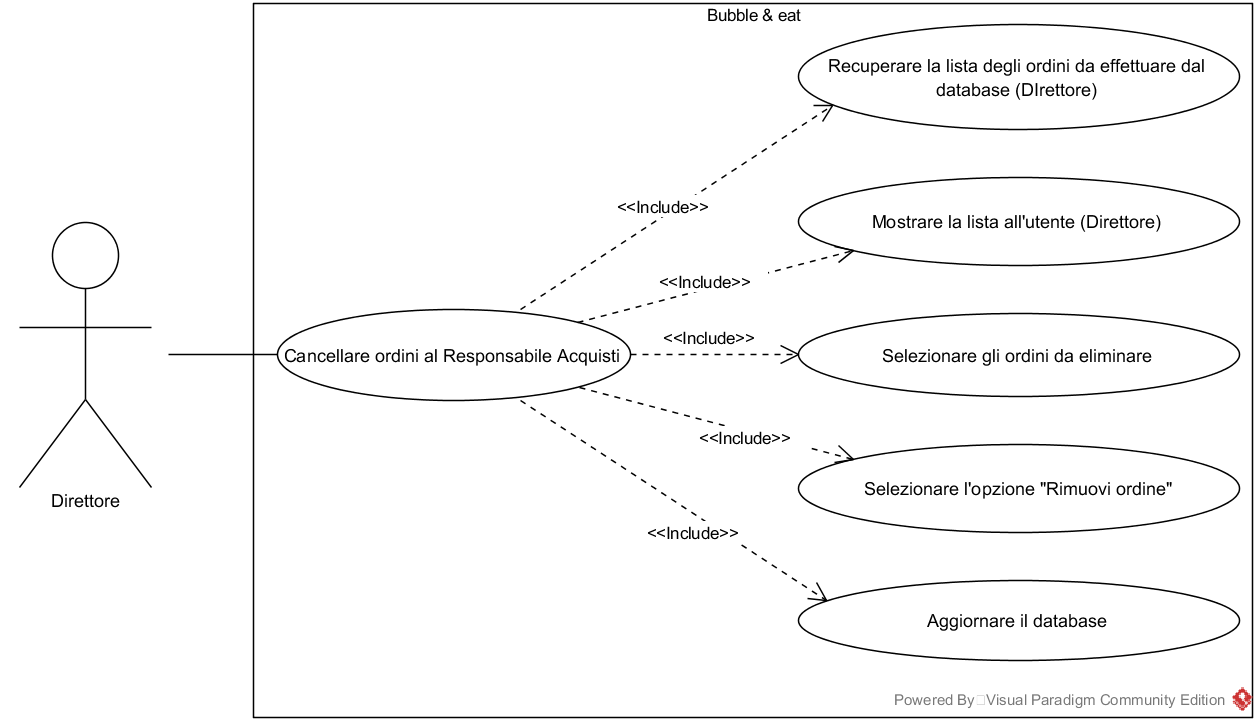 Bubble & eat
Recuperare la lista degli ordini da effettuare dal
database (DIrettore)
<<Include>>
Mostrare la lista all'utente (Direttore)
<<Include>>
<<Include>>
Cancellare ordini al Responsabile Acquisti
Selezionare gli ordini da eliminare
<<Include>>
Selezionare l'opzione "Rimuovi ordine"
Direttore
<<Include>>
Aggiornare il database
Powered By Visual Paradigm Community Edition